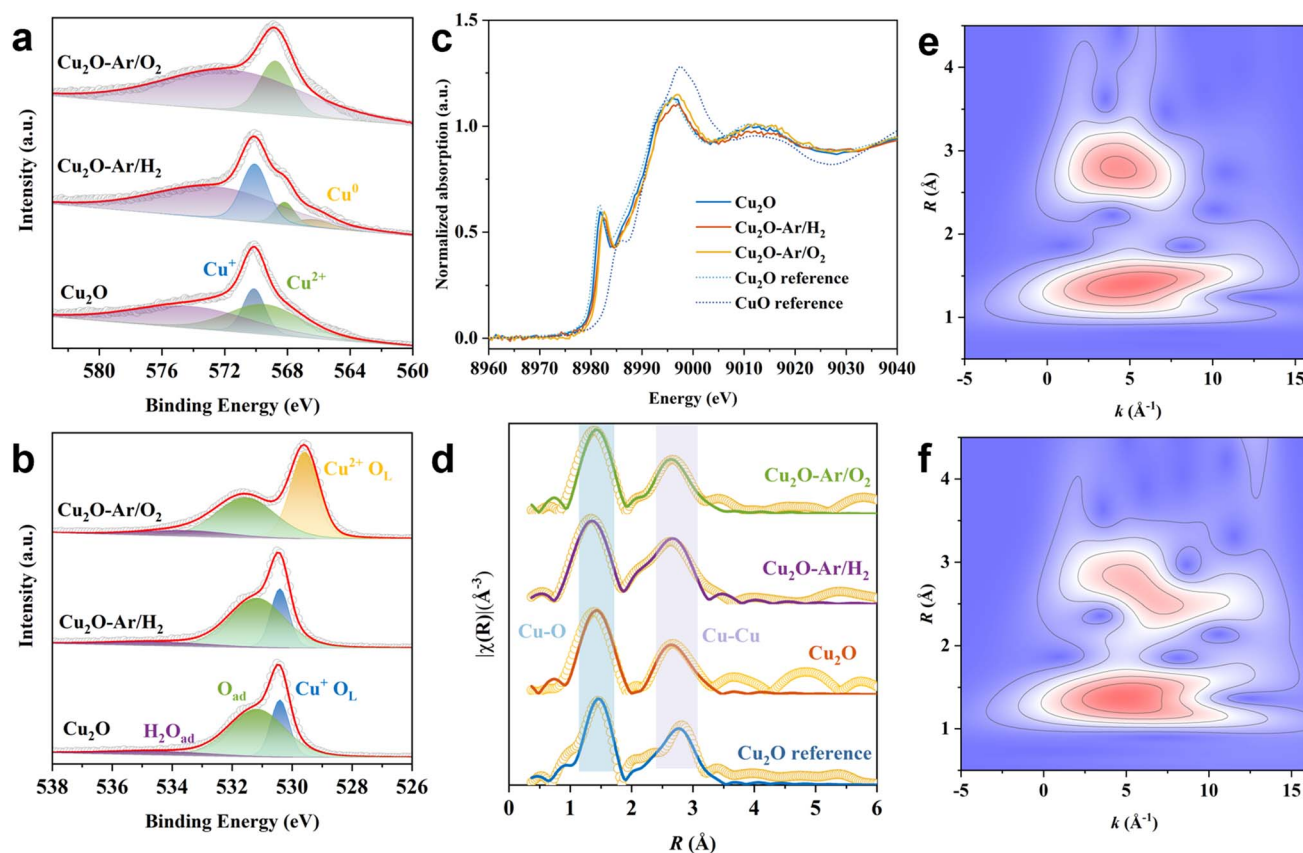 a
Cu₂O-Ar/O₂
Cu₂O-Ar/H₂
Cu⁰
Cu⁺
Cu²⁺
Cu₂O
Intensity (a.u.)
580 576 572 568 564 560
Binding Energy (eV)
b
Cu²⁺ O_L
Cu₂O-Ar/O₂
Cu₂O-Ar/H₂
O_ad
Cu⁺ O_L
H₂O_ad
Cu₂O
Intensity (a.u.)
538 536 534 532 530 528 526
Binding Energy (eV)
c
1.5
1.0
0.5
0.0
Normalized absorption (a.u.)
Cu₂O
Cu₂O-Ar/H₂
Cu₂O-Ar/O₂
Cu₂O reference
CuO reference
8960 8970 8980 8990 9000 9010 9020 9030 9040
Energy (eV)
d
Cu₂O-Ar/O₂
Cu₂O-Ar/H₂
Cu-O
Cu-Cu
Cu₂O
Cu₂O reference
|χ(R)|(Å⁻³)
0 1 2 3 4 5 6
R (Å)
e
4
3
2
1
R (Å)
-5 0 5 10 15
k (Å⁻¹)
f
4
3
2
1
R (Å)
-5 0 5 10 15
k (Å⁻¹)